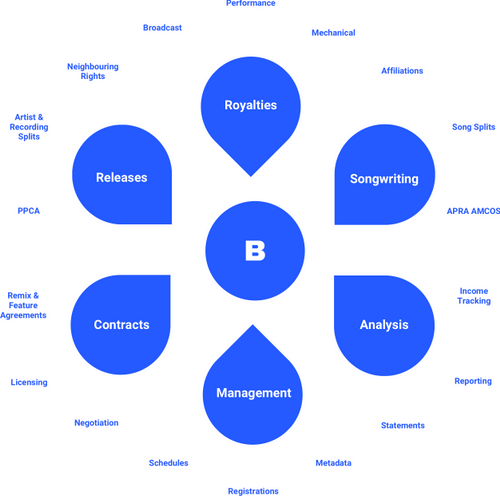 Performance
Broadcast
Mechanical
Neighbouring
Rights
Affiliations
Royalties
Artist &
Recording
Splits
Song Splits
Releases
Songwriting
PPCA
APRA AMCOS
B
Income
Tracking
Remix &
Feature
Agreements
Contracts
Analysis
Licensing
Reporting
Management
Negotiation
Statements
Schedules
Metadata
Registrations